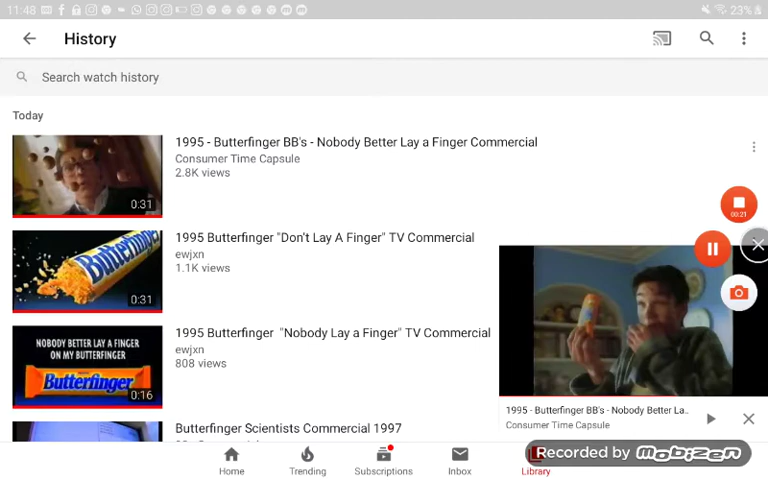 11:48
23%
History
Search watch history
Today
1995 - Butterfinger BB's - Nobody Better Lay a Finger Commercial
Consumer Time Capsule
2.8K views
0:31
1995 Butterfinger "Don't Lay A Finger" TV Commercial
ewjxn
1.1K views
Butterfinger
0:31
1995 Butterfinger "Nobody Lay a Finger" TV Commercial
ewjxn
808 views
NOBODY BETTER LAY A FINGER
ON MY BUTTERFINGER
Butterfinger
0:16
Butterfinger Scientists Commercial 1997
00:21
1995 - Butterfinger BB's - Nobody Better La..
Consumer Time Capsule
Home
Trending
Subscriptions
Inbox
Library
Recorded by Mobizen